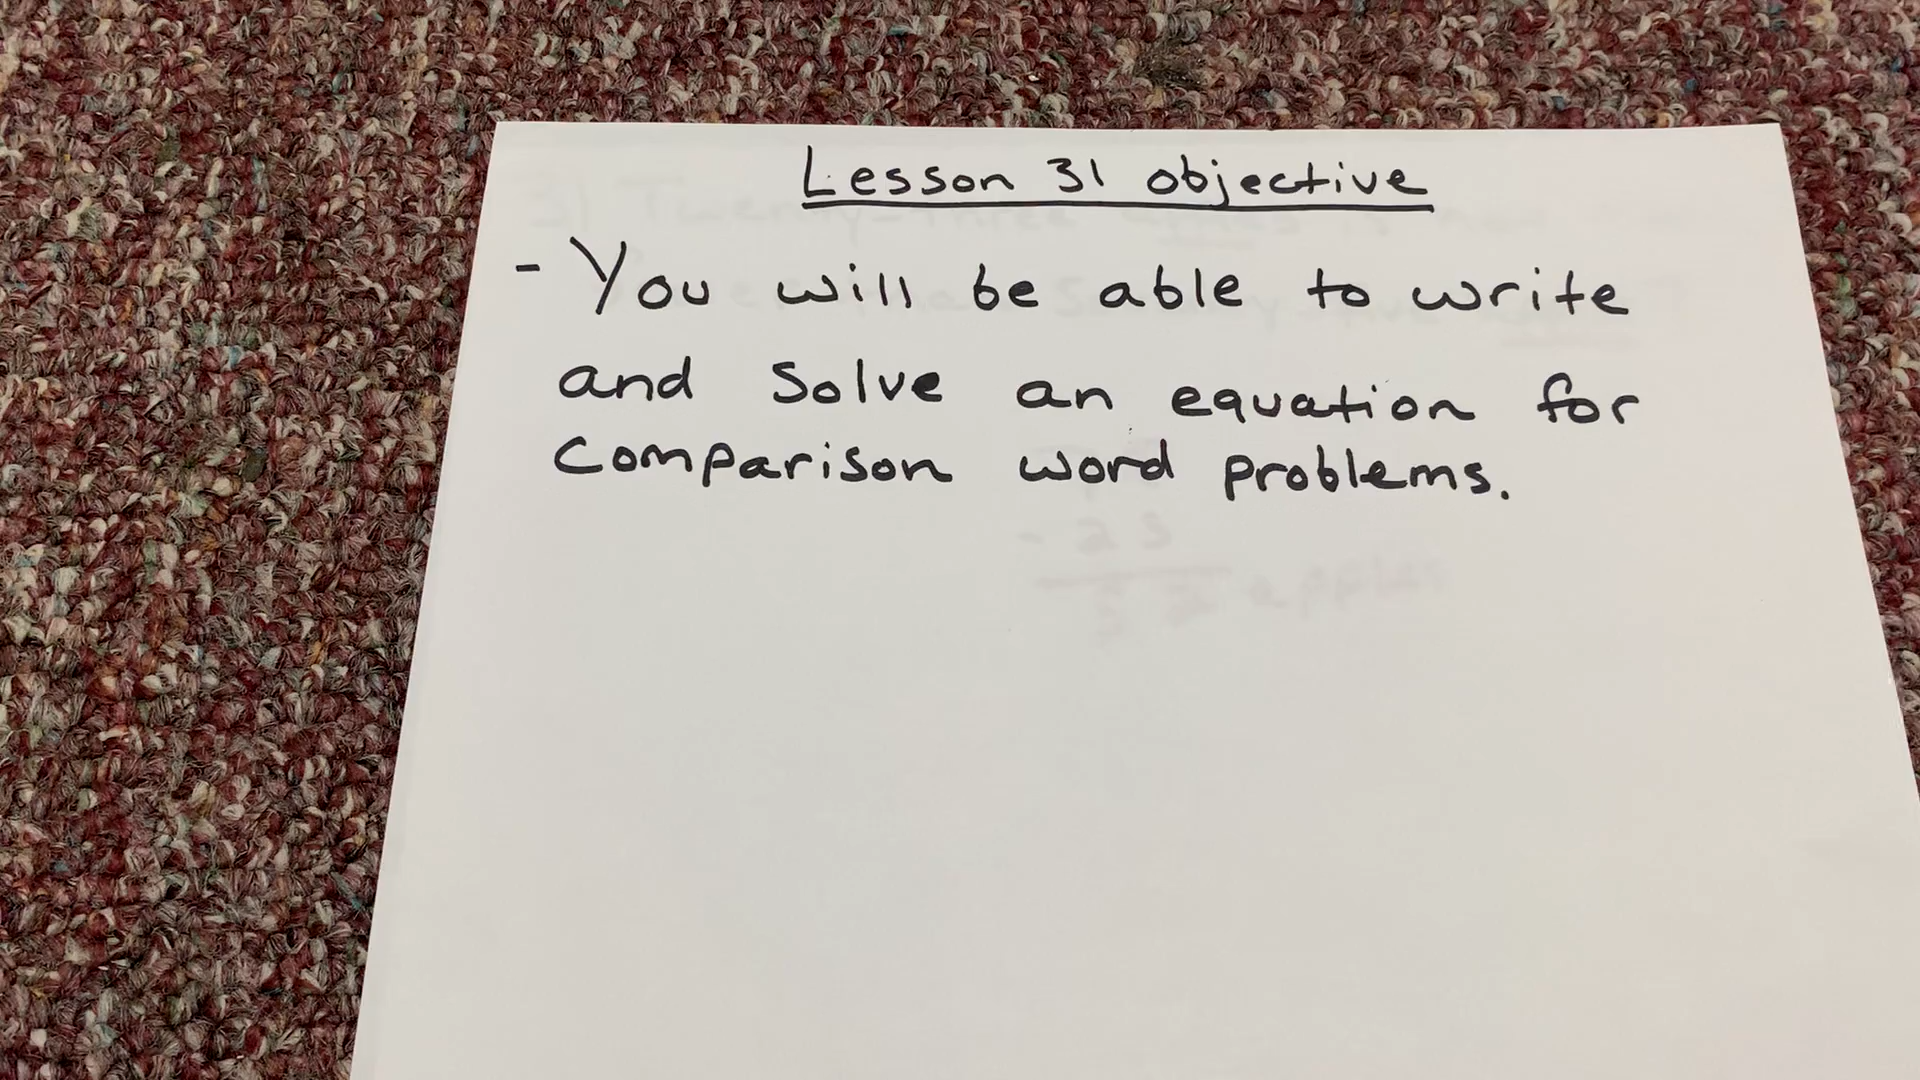 Lesson 31 objective
- You will be able to write
and solve an equation for
comparison word problems.